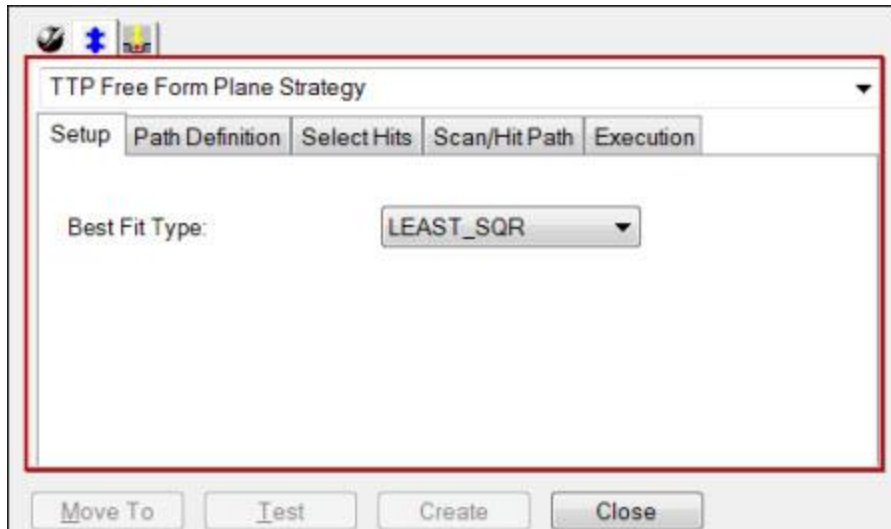 TTP Free Form Plane Strategy
Setup Path Definition Select Hits Scan/Hit Path Execution
Best Fit Type: LEAST_SQR
Move To Test Create Close